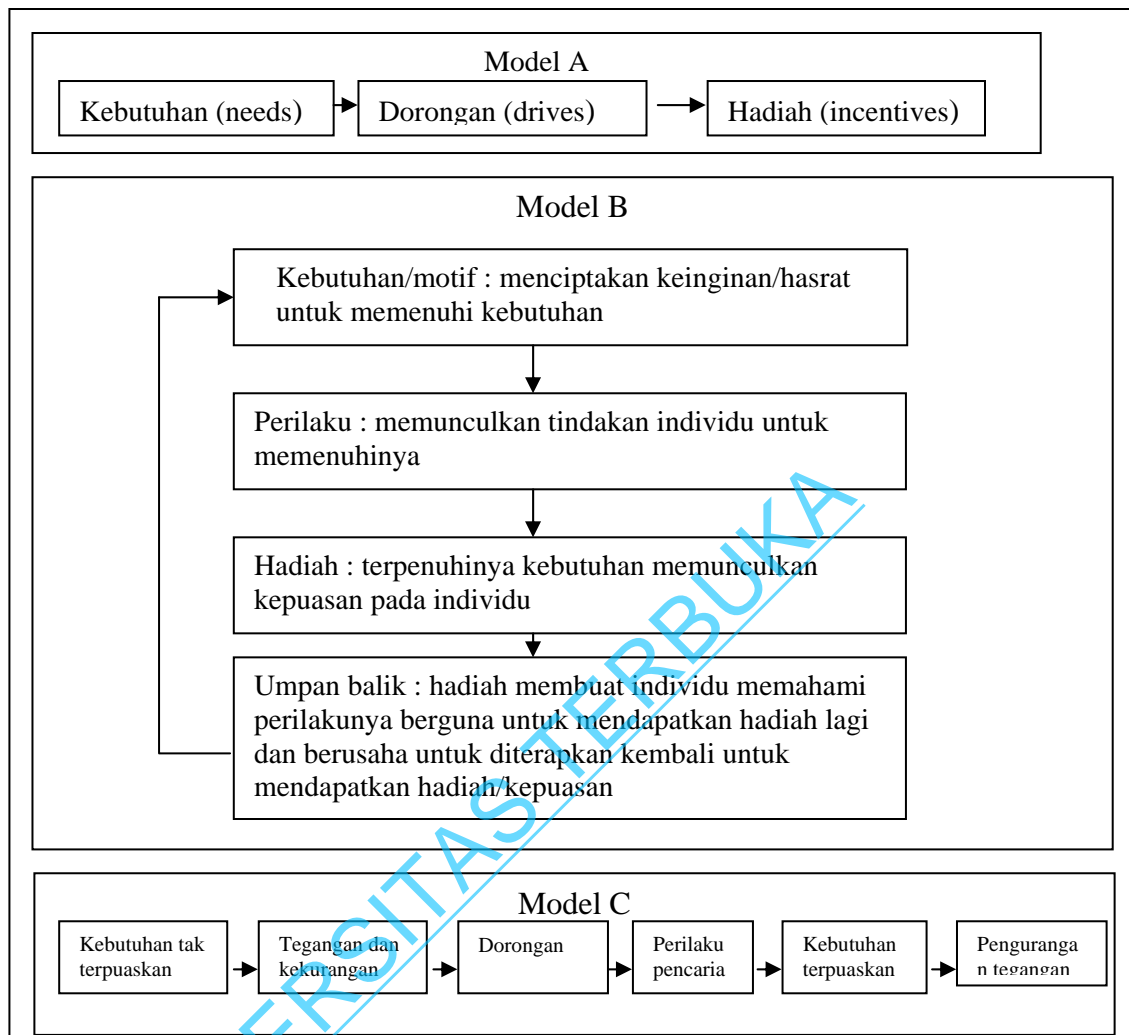 Model A
Kebutuhan (needs)
Dorongan (drives)
Hadiah (incentives)
Model B
Kebutuhan/motif : menciptakan keinginan/hasrat
untuk memenuhi kebutuhan
Perilaku : memunculkan tindakan individu untuk
memenuhinya
Hadiah : terpenuhinya kebutuhan memunculkan
kepuasan pada individu
Umpan balik : hadiah membuat individu memahami
perilakunya berguna untuk mendapatkan hadiah lagi
dan berusaha untuk diterapkan kembali untuk
mendapatkan hadiah/kepuasan
Model C
Kebutuhan tak
terpuaskan
Tegangan dan
kekurangan
Dorongan
Perilaku
pencaria
Kebutuhan
terpuaskan
Penguranga
n tegangan
ERSITAS TERBUKA